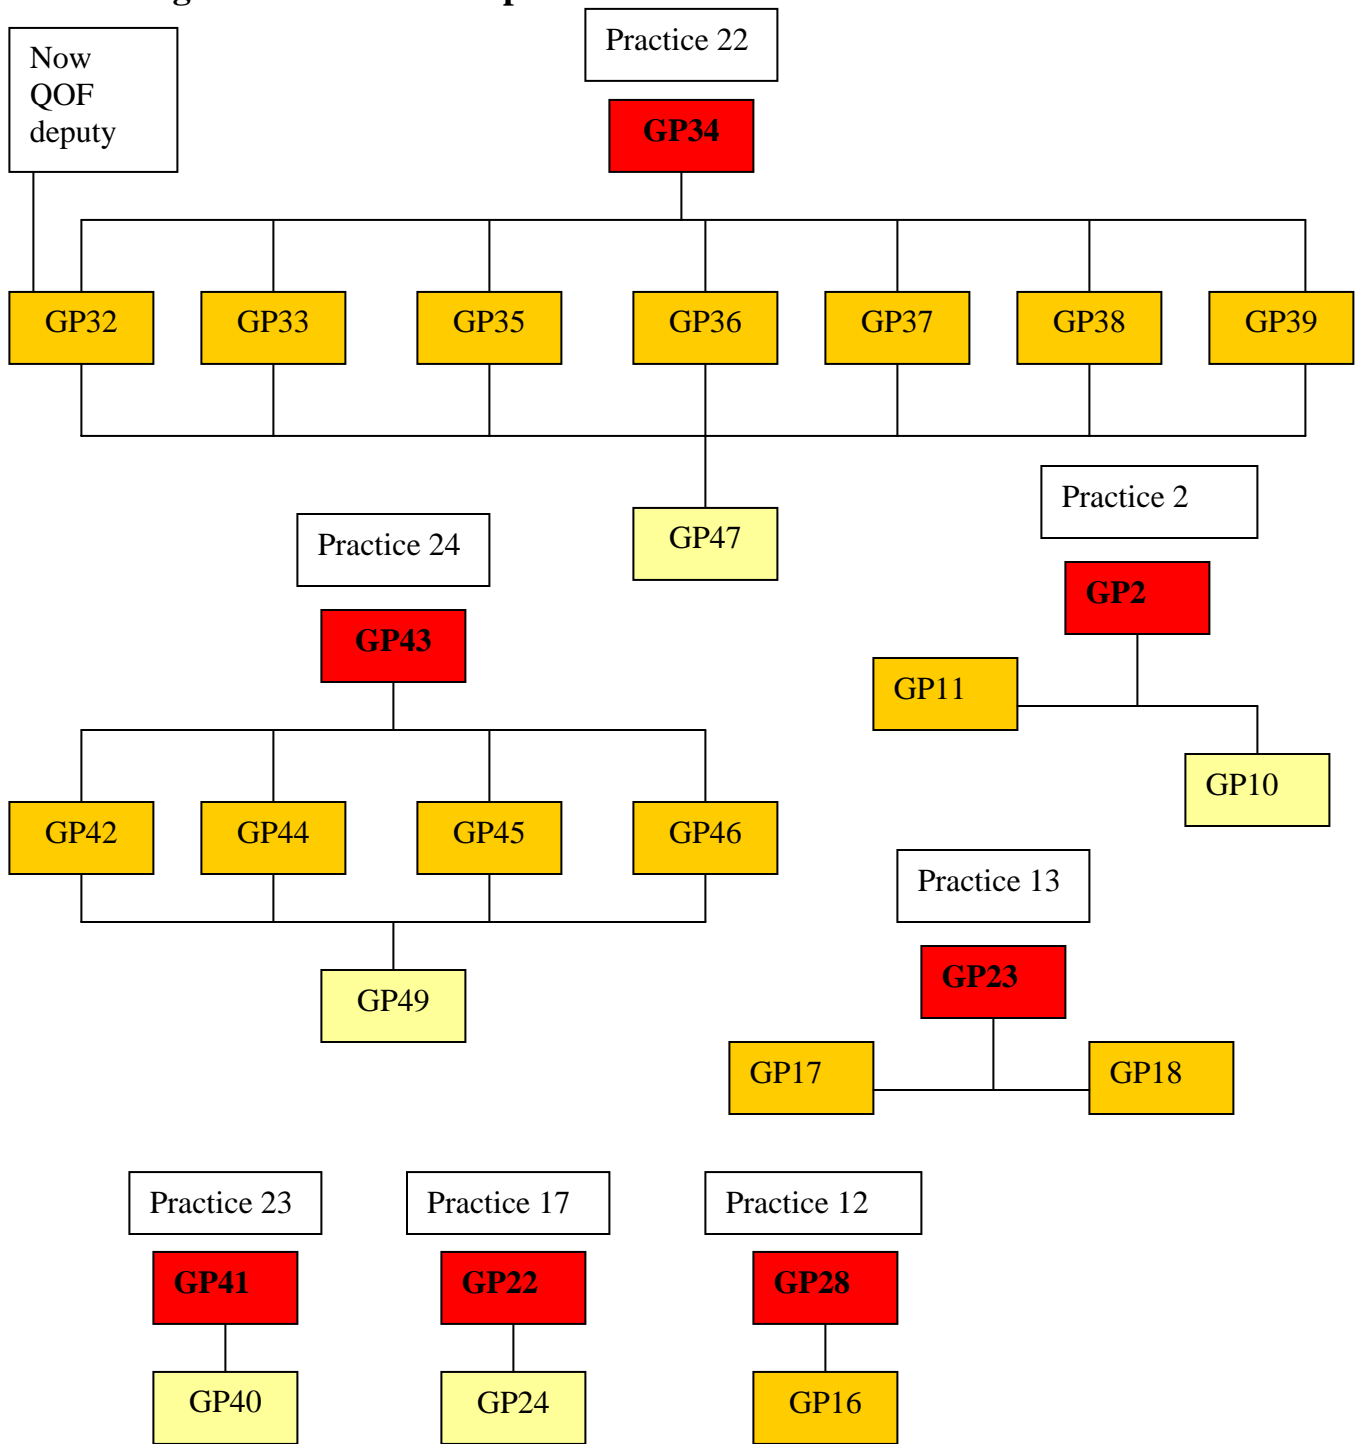 Practice 22
Now
QOF
deputy
GP34
GP32 GP33 GP35 GP36 GP37 GP38 GP39
Practice 2
GP47
Practice 24
GP2
GP43
GP11
GP10
GP42 GP44 GP45 GP46
Practice 13
GP23
GP49
GP17 GP18
Practice 23 Practice 17 Practice 12
GP41 GP22 GP28
GP40 GP24 GP16